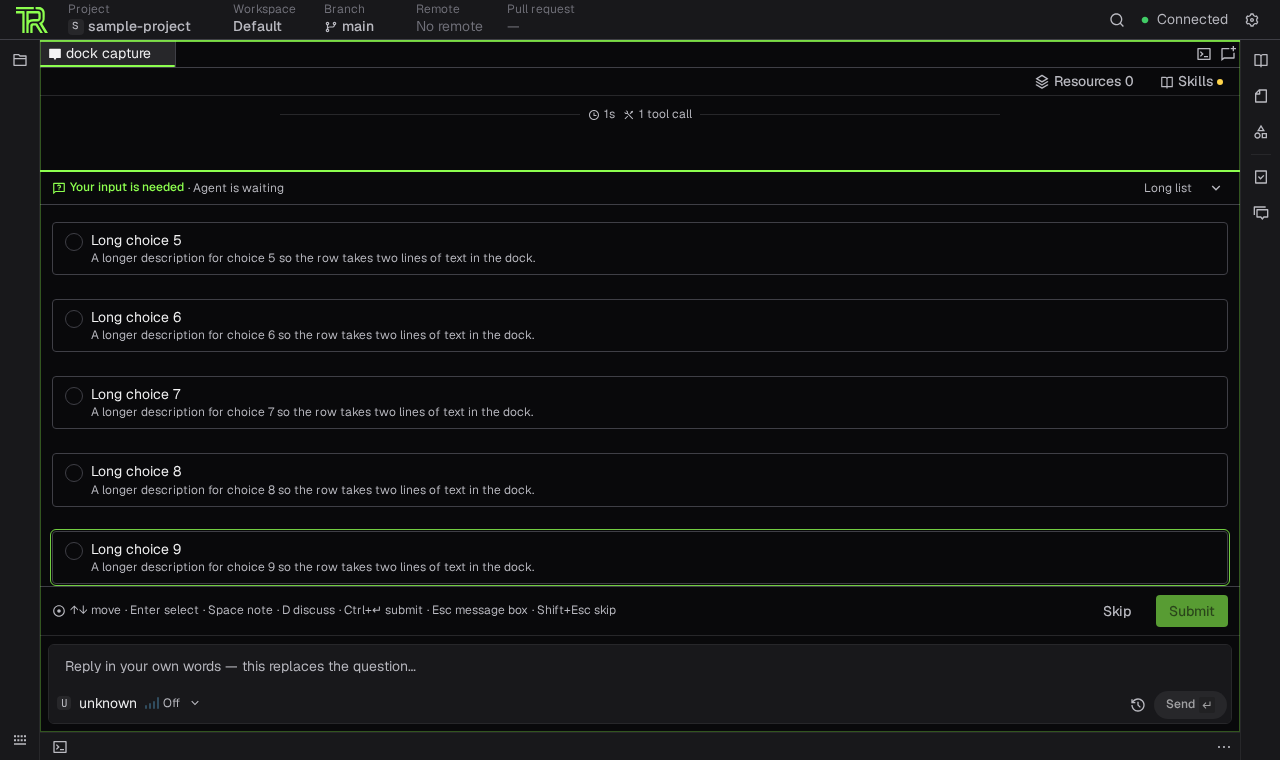 Project
S sample-project
Workspace
Default
Branch
main
Remote
No remote
Pull request
—
Connected
dock capture
Resources 0
Skills
1s 1 tool call
Your input is needed · Agent is waiting
Long list
Long choice 5
A longer description for choice 5 so the row takes two lines of text in the dock.
Long choice 6
A longer description for choice 6 so the row takes two lines of text in the dock.
Long choice 7
A longer description for choice 7 so the row takes two lines of text in the dock.
Long choice 8
A longer description for choice 8 so the row takes two lines of text in the dock.
Long choice 9
A longer description for choice 9 so the row takes two lines of text in the dock.
↑↓ move · Enter select · Space note · D discuss · Ctrl+↵ submit · Esc message box · Shift+Esc skip
Skip
Submit
Reply in your own words — this replaces the question…
U unknown Off
Send ↵